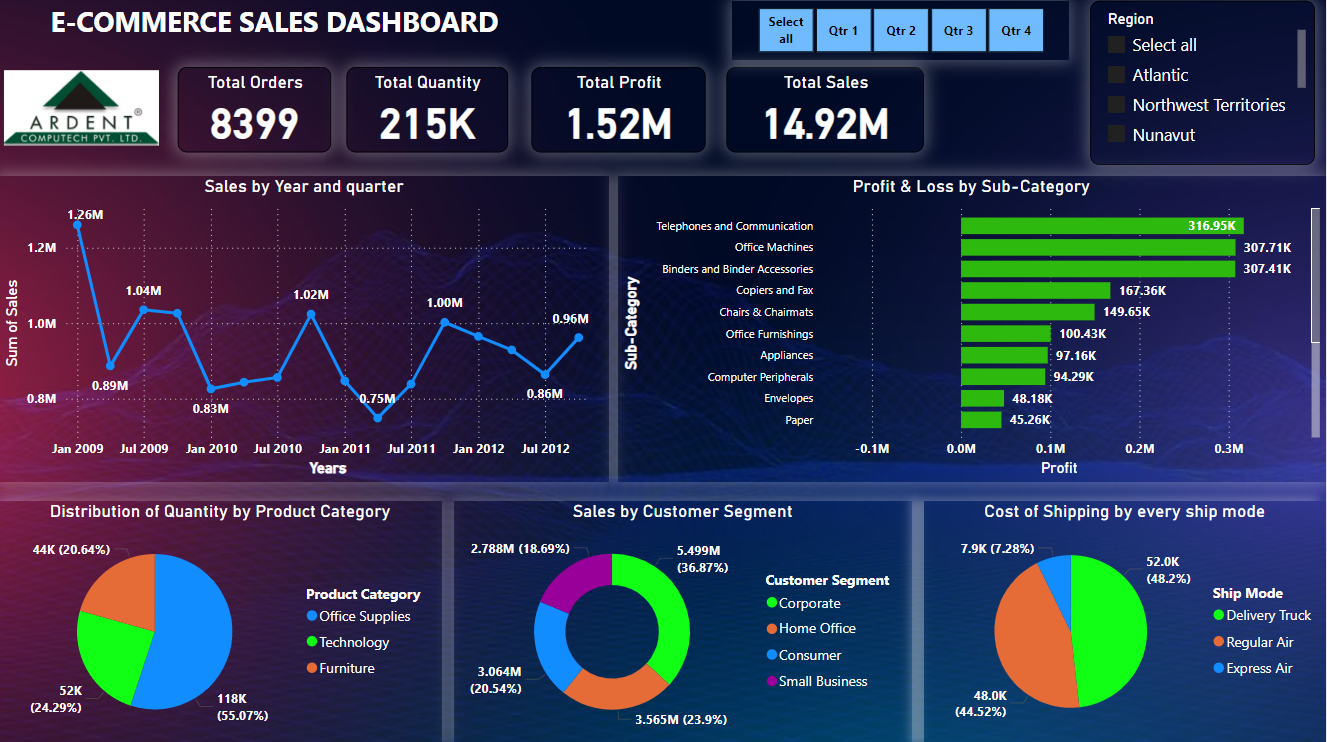 E-COMMERCE SALES DASHBOARD
Select all
Qtr 1
Qtr 2
Qtr 3
Qtr 4
Region
Select all
Atlantic
Northwest Territories
Nunavut
ARDENT®
COMPUTECH PVT. LTD.
Total Orders
8399
Total Quantity
215K
Total Profit
1.52M
Total Sales
14.92M
Sales by Year and quarter
Sum of Sales
1.2M
1.0M
0.8M
1.26M
0.89M
1.04M
0.83M
1.02M
0.75M
1.00M
0.86M
0.96M
Jan 2009
Jul 2009
Jan 2010
Jul 2010
Jan 2011
Jul 2011
Jan 2012
Jul 2012
Years
Profit & Loss by Sub-Category
Sub-Category
Telephones and Communication 316.95K
Office Machines 307.71K
Binders and Binder Accessories 307.41K
Copiers and Fax 167.36K
Chairs & Chairmats 149.65K
Office Furnishings 100.43K
Appliances 97.16K
Computer Peripherals 94.29K
Envelopes 48.18K
Paper 45.26K
-0.1M
0.0M
0.1M
0.2M
0.3M
Profit
Distribution of Quantity by Product Category
44K (20.64%)
52K
(24.29%)
118K
(55.07%)
Product Category
Office Supplies
Technology
Furniture
Sales by Customer Segment
2.788M (18.69%)
5.499M
(36.87%)
3.064M
(20.54%)
3.565M (23.9%)
Customer Segment
Corporate
Home Office
Consumer
Small Business
Cost of Shipping by every ship mode
7.9K (7.28%)
52.0K
(48.2%)
48.0K
(44.52%)
Ship Mode
Delivery Truck
Regular Air
Express Air